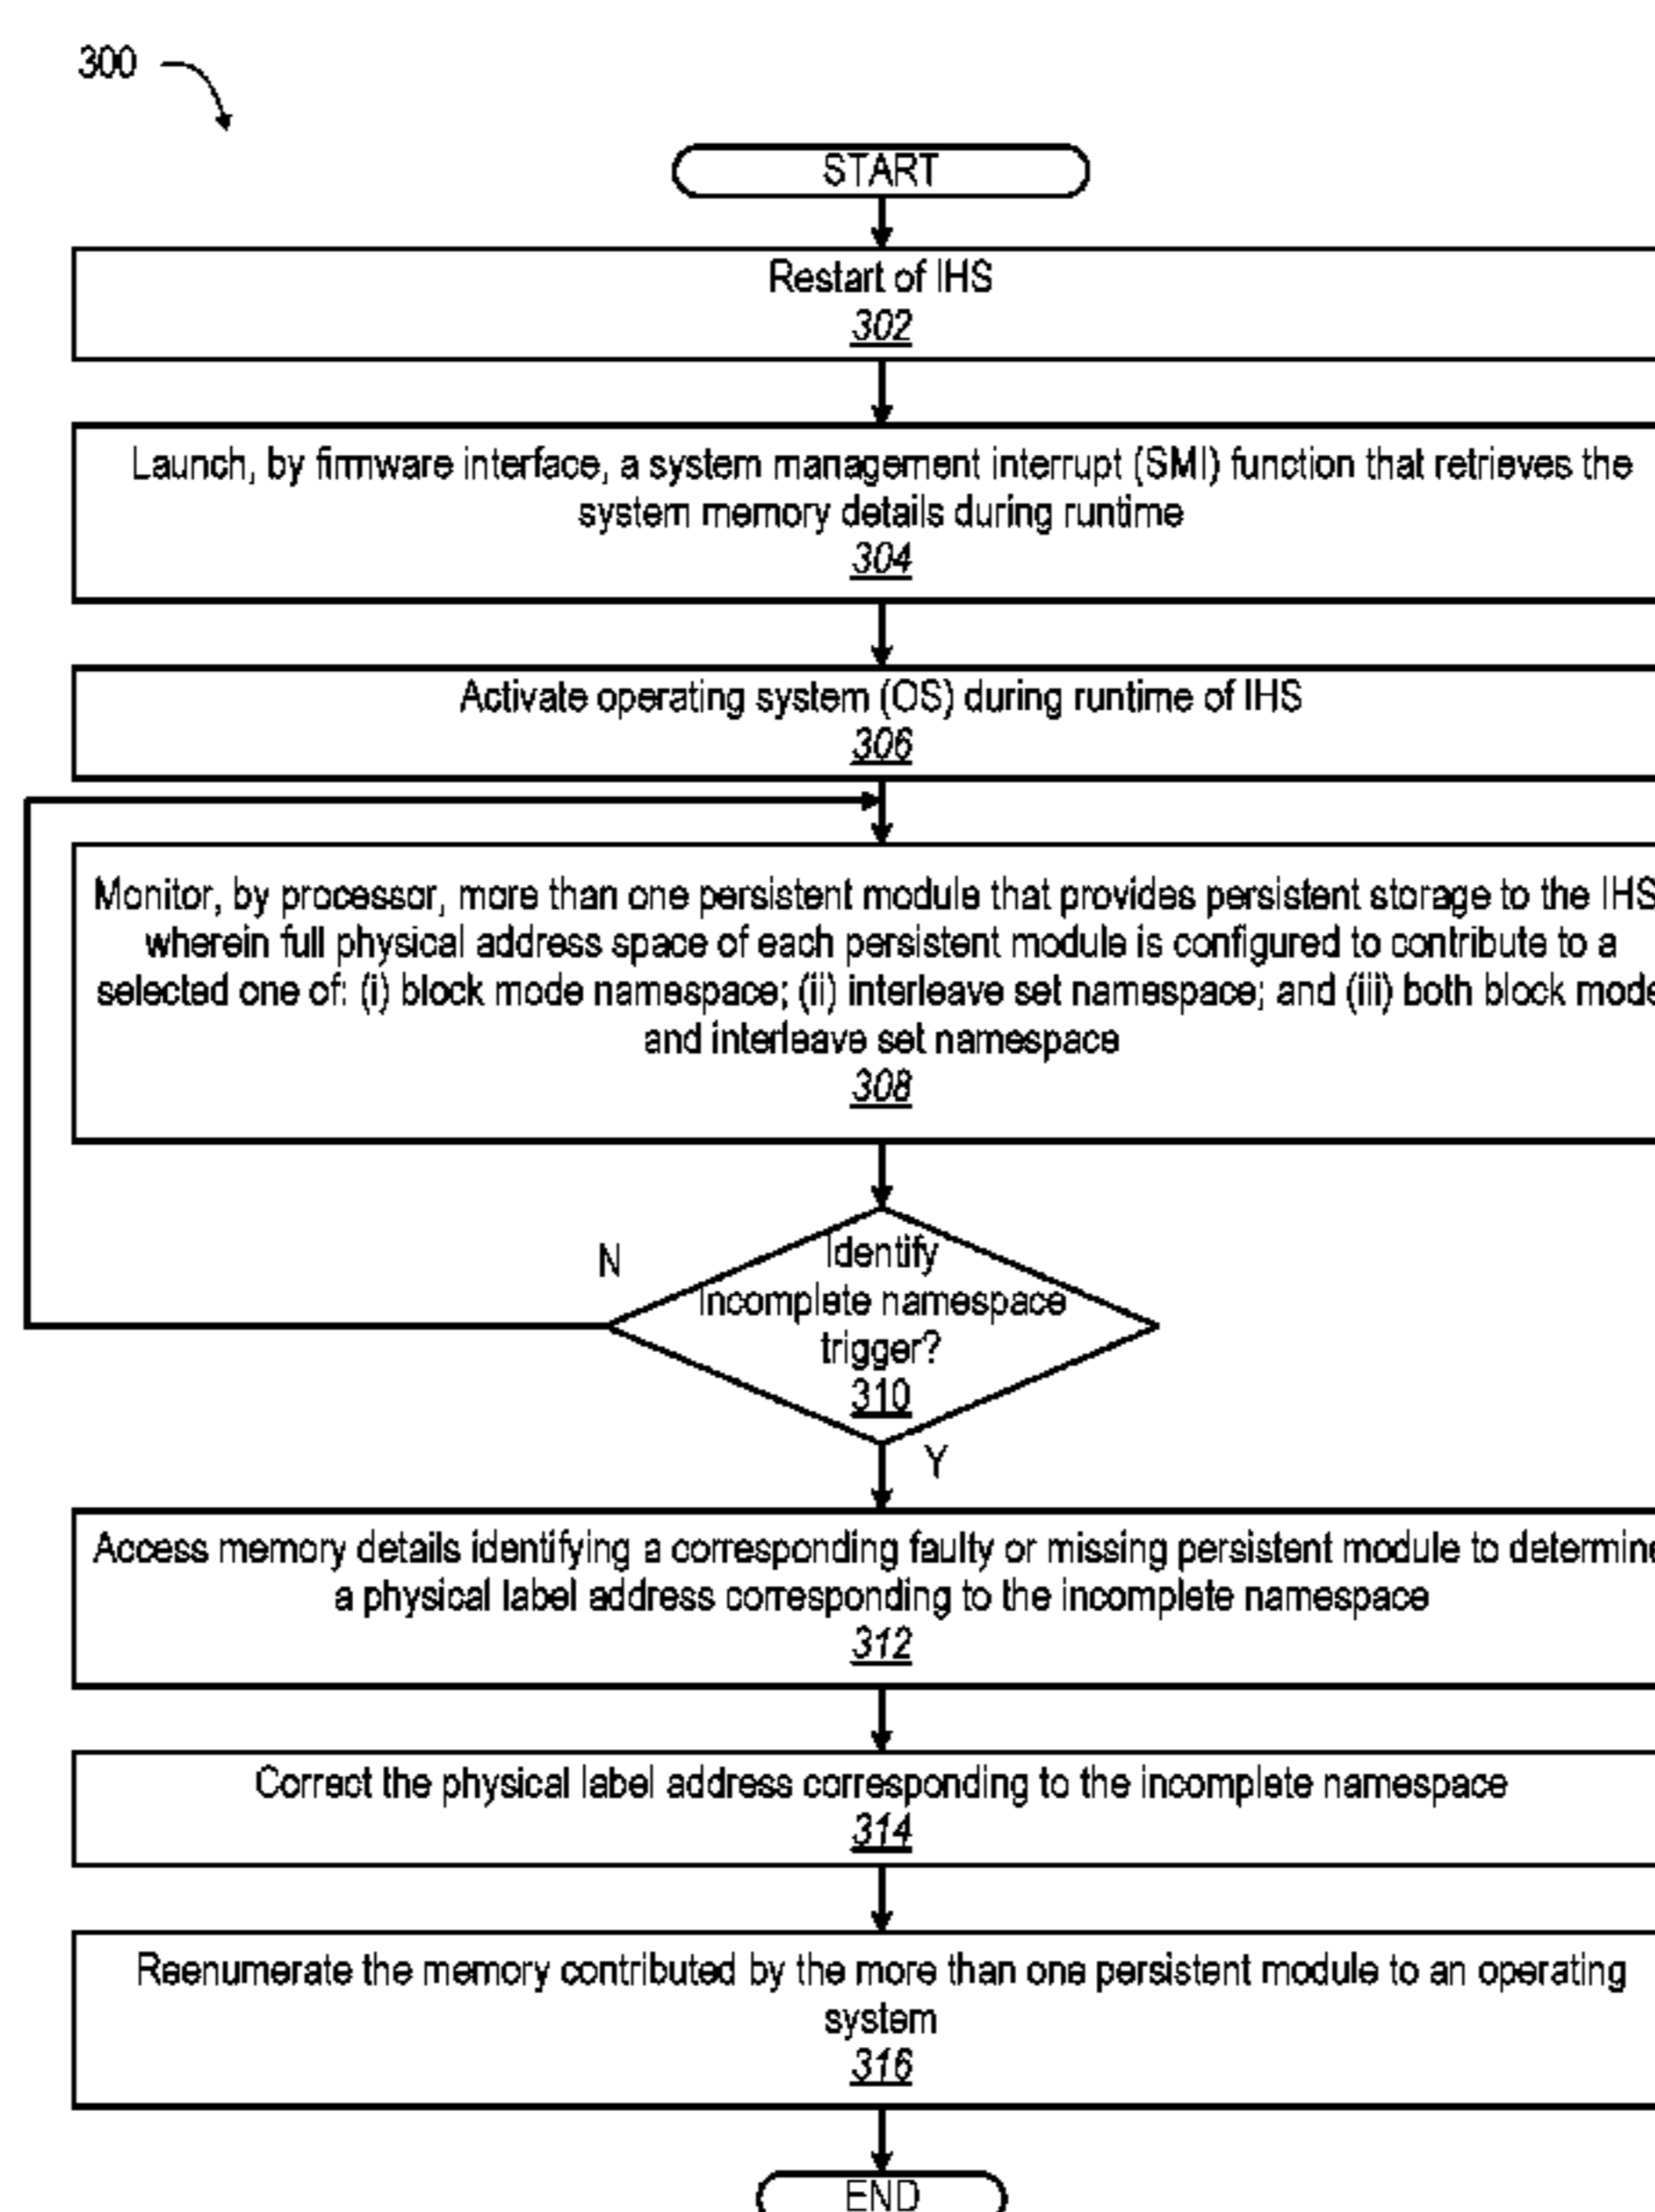 300
START
Restart of IHS
302
Launch, by firmware interface, a system management interrupt (SMI) function that retrieves the
system memory details during runtime
304
Activate operating system (OS) during runtime of IHS
306
Monitor, by processor, more than one persistent module that provides persistent storage to the IHS
wherein full physical address space of each persistent module is configured to contribute to a
selected one of: (i) block mode namespace; (ii) interleave set namespace; and (iii) both block mode
and interleave set namespace
308
N
Identify
incomplete namespace
trigger?
310
Y
Access memory details identifying a corresponding faulty or missing persistent module to determine
a physical label address corresponding to the incomplete namespace
312
Correct the physical label address corresponding to the incomplete namespace
314
Reenumerate the memory contributed by the more than one persistent module to an operating
system
316
END